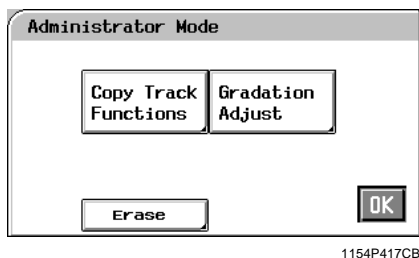 Administrator Mode
Copy Track
Functions
Gradation
Adjust
Erase
OK
1154P417CB